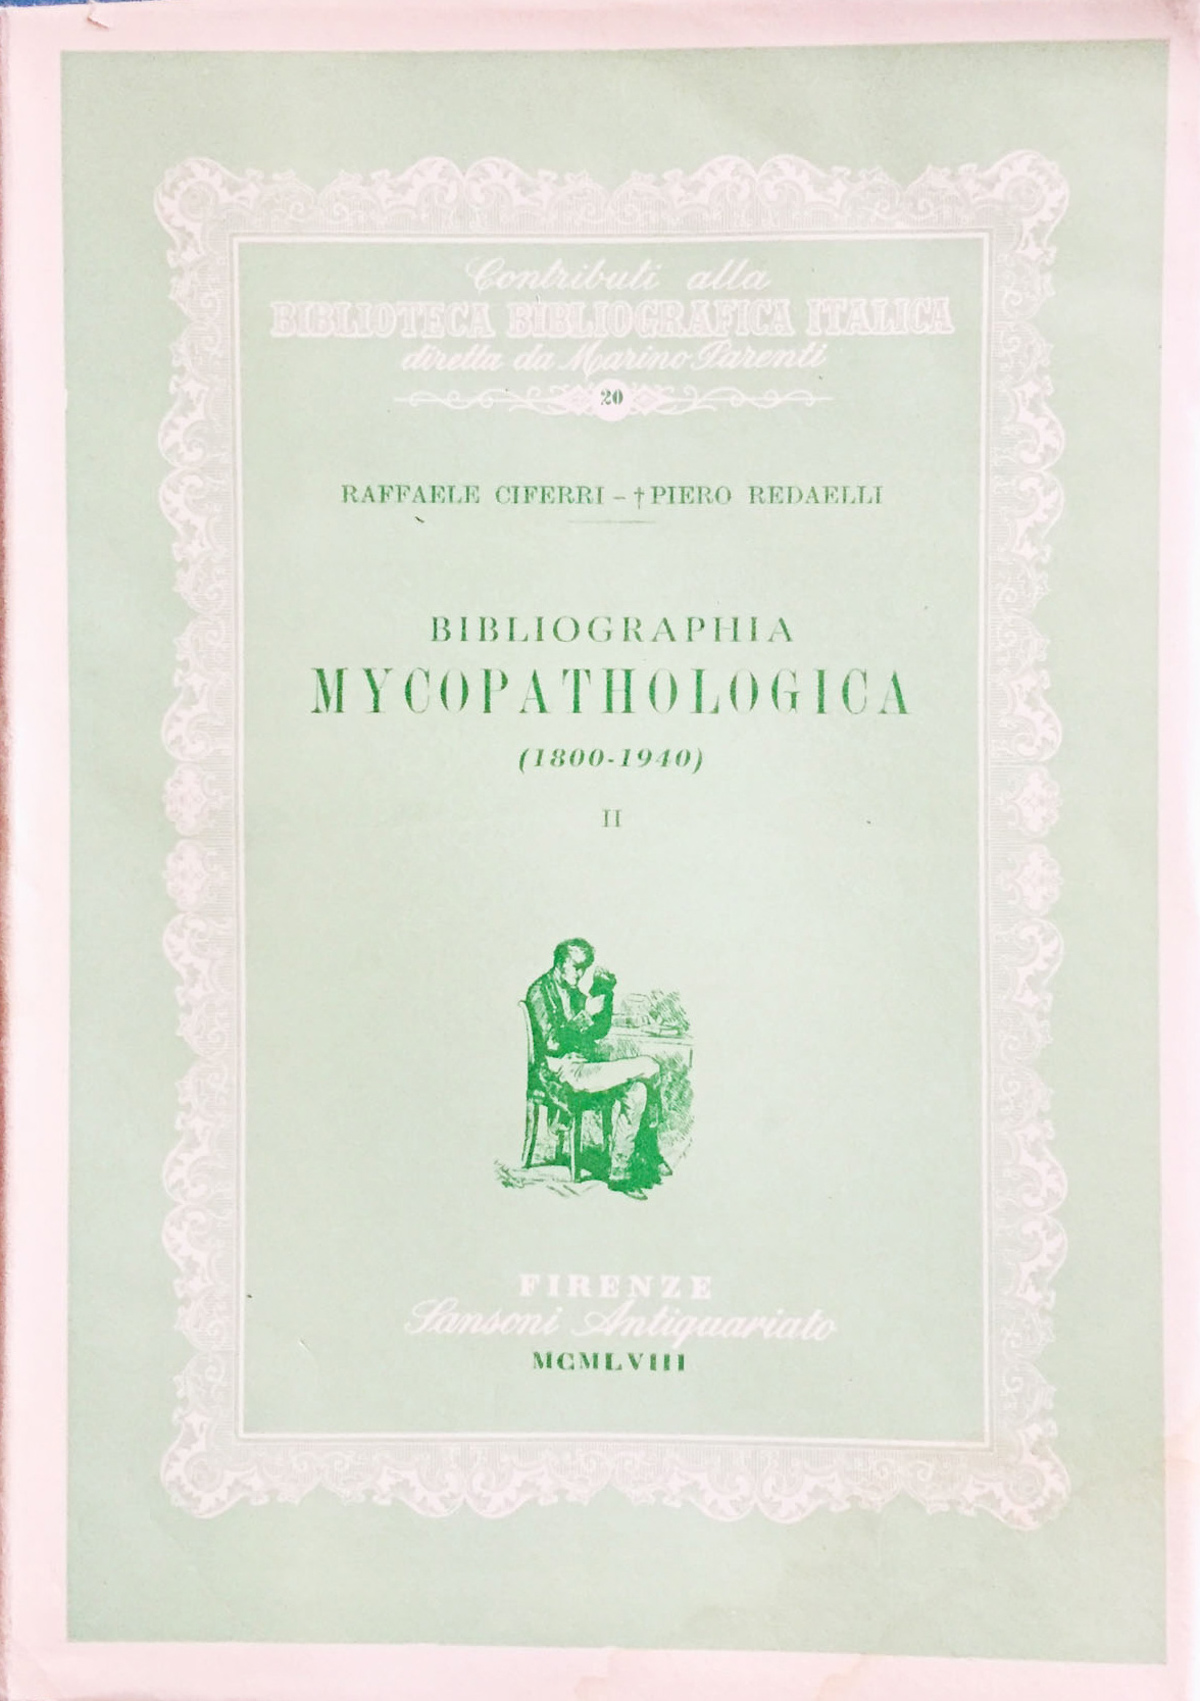 Contributi alla
BIBLIOTECA BIBLIOGRAFICA ITALICA
diretta da Marino Parenti
20
RAFFAELE CIFERRI – † PIERO REDAELLI
BIBLIOGRAPHIA
MYCOPATHOLOGICA
(1800-1940)
II
FIRENZE
Sansoni Antiquariato
MCMLVIII